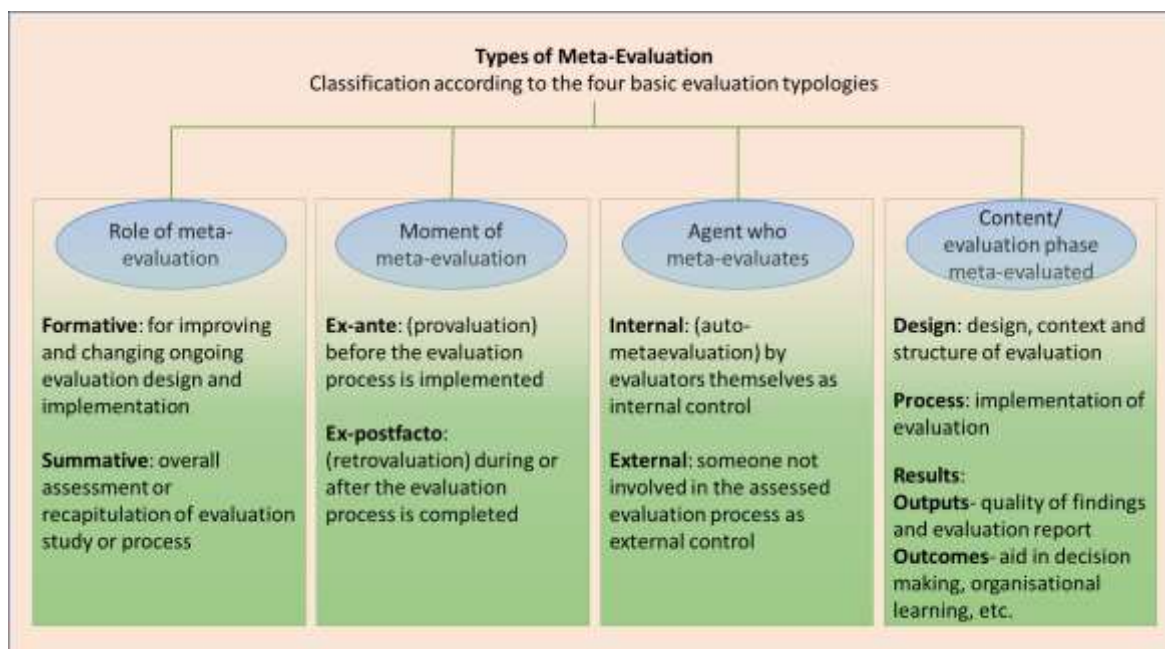 Types of Meta-Evaluation
Classification according to the four basic evaluation typologies
Role of meta-
evaluation
Formative: for improving
and changing ongoing
evaluation design and
implementation
Summative: overall
assessment or
recapitulation of evaluation
study or process
Moment of
meta-evaluation
Ex-ante: (provaluation)
before the evaluation
process is implemented
Ex-postfacto:
(retrovaluation) during or
after the evaluation
process is completed
Agent who
meta-evaluates
Internal: (auto-
metaevaluation) by
evaluators themselves as
internal control
External: someone not
involved in the assessed
evaluation process as
external control
Content/
evaluation phase
meta-evaluated
Design: design, context and
structure of evaluation
Process: implementation of
evaluation
Results:
Outputs- quality of findings
and evaluation report
Outcomes- aid in decision
making, organisational
learning, etc.